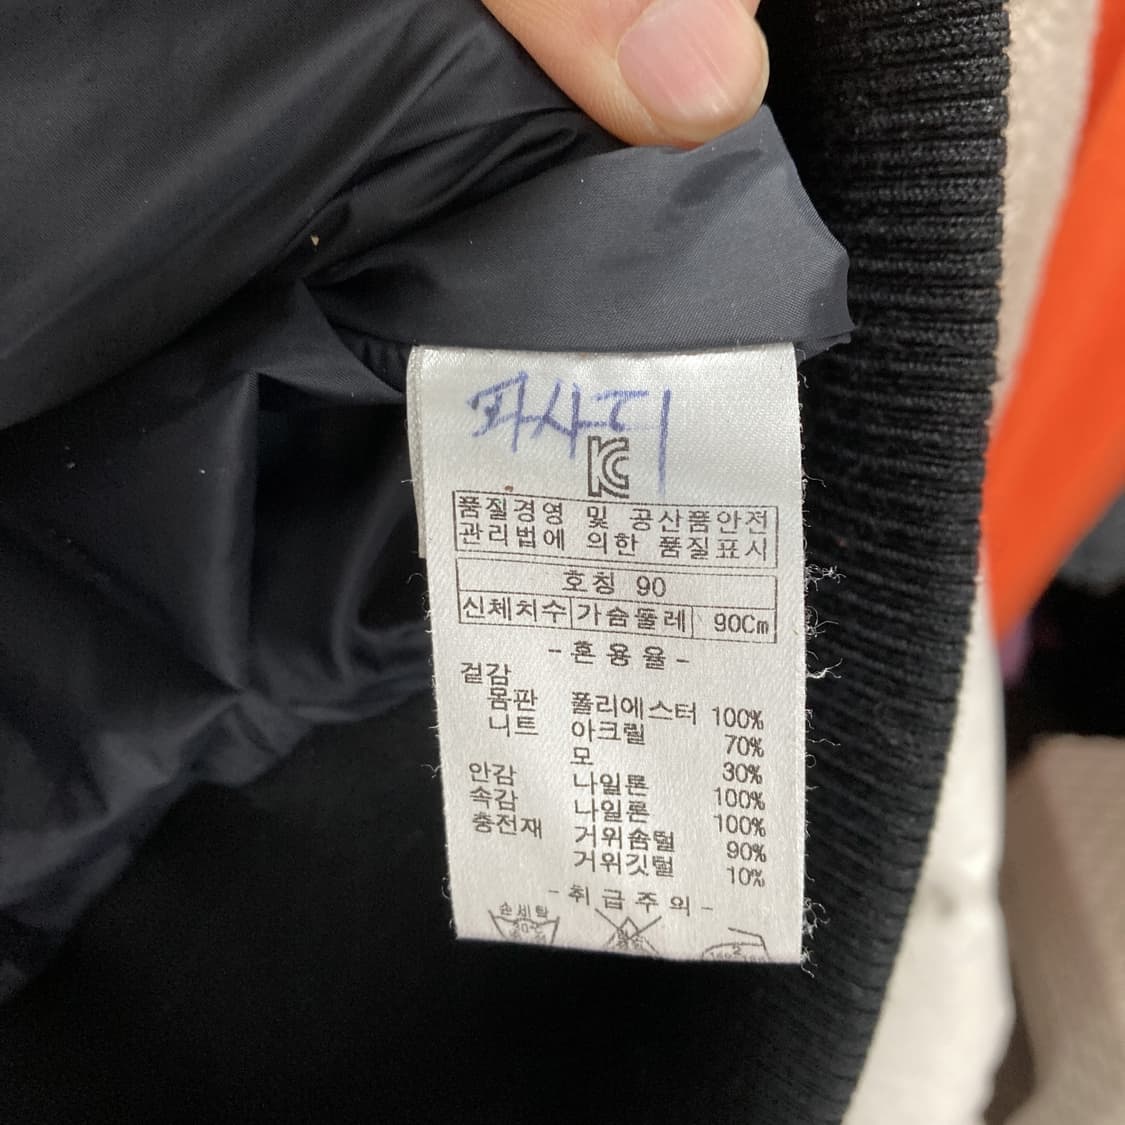 파사디
KC
품질경영 및 공산품안전
관리법에 의한 품질표시
호칭 90
신체치수 가슴둘레 90Cm
- 혼용율 -
겉감
몸판 폴리에스터 100%
니트 아크릴 70%
모 30%
안감 나일론 100%
속감 나일론 100%
충전재 거위솜털 90%
거위깃털 10%
- 취급주의 -
손세탁